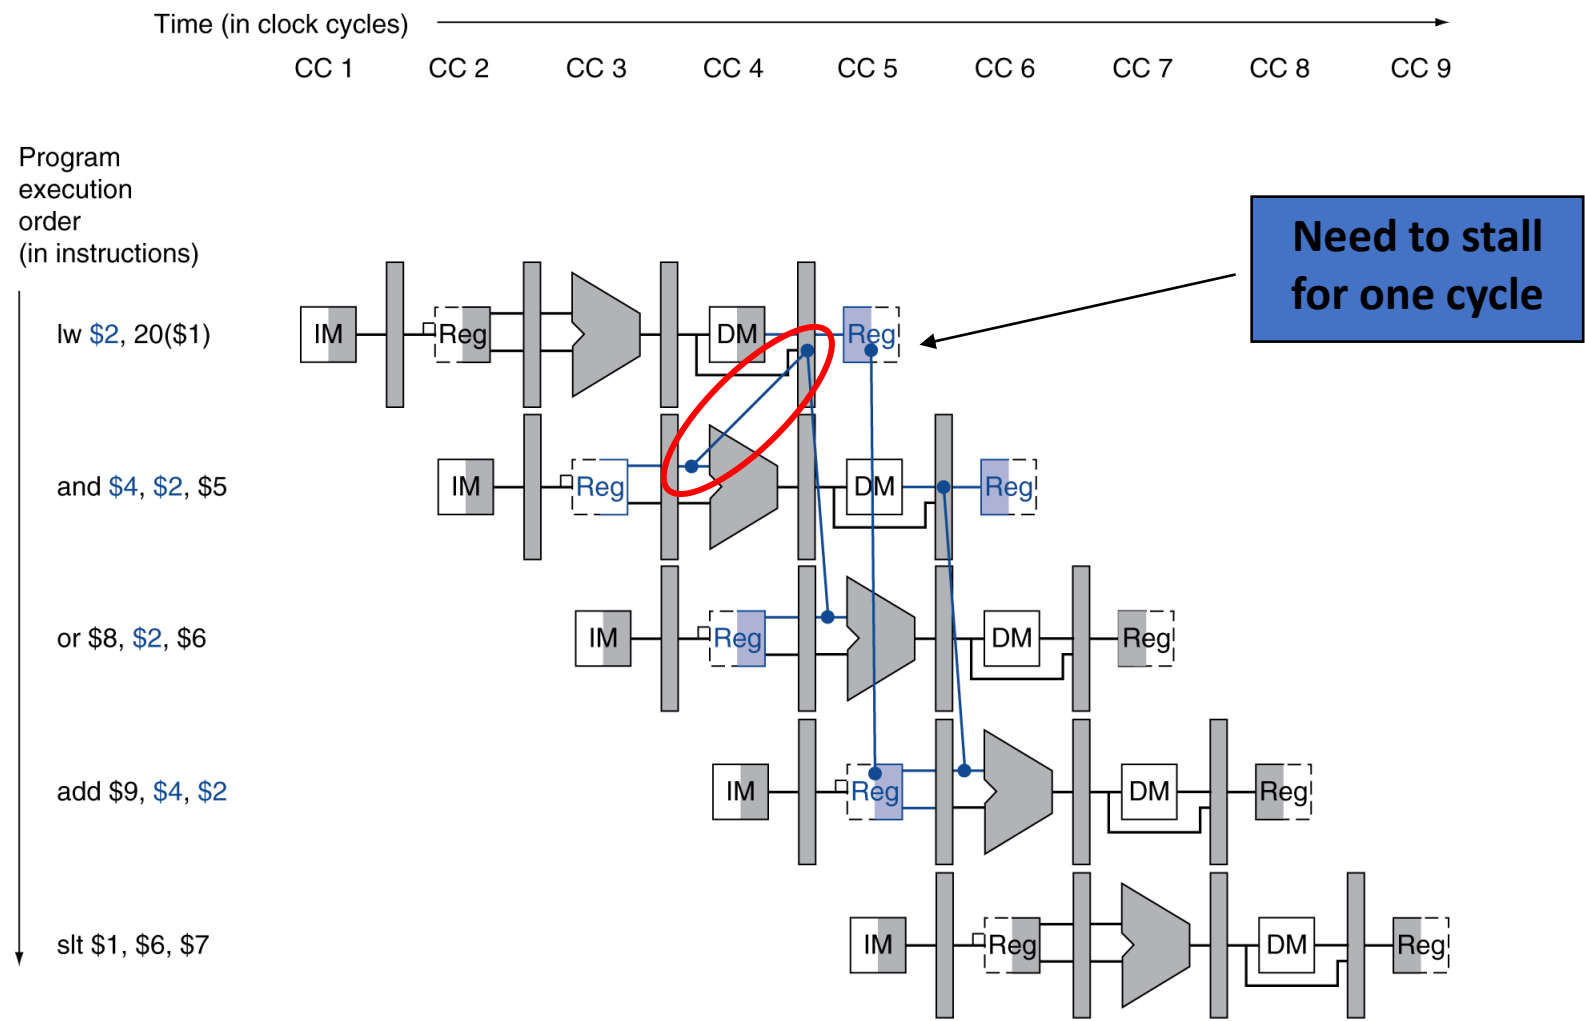 Time (in clock cycles)
CC 1 CC 2 CC 3 CC 4 CC 5 CC 6 CC 7 CC 8 CC 9
Program
execution
order
(in instructions)
Need to stall
for one cycle
lw $2, 20($1) IM Reg DM Reg
and $4, $2, $5 IM Reg DM Reg
or $8, $2, $6 IM Reg DM Reg
add $9, $4, $2 IM Reg DM Reg
slt $1, $6, $7 IM Reg DM Reg